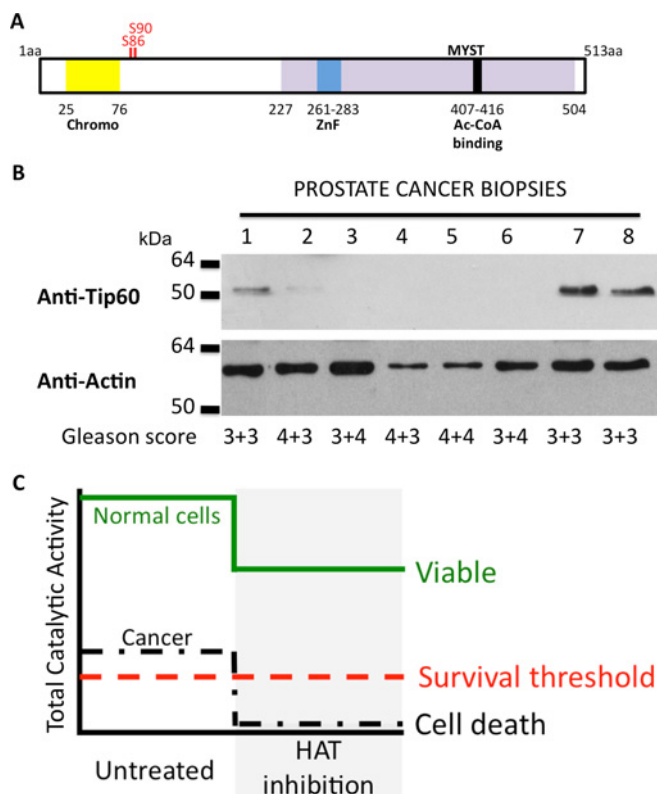 A
S90
S86
1aa MYST 513aa
25 76 227 261-283 407-416 504
Chromo ZnF Ac-CoA
binding
B
PROSTATE CANCER BIOPSIES
kDa 1 2 3 4 5 6 7 8
64
Anti-Tip60 50
64
Anti-Actin
50
Gleason score 3+3 4+3 3+4 4+3 4+4 3+4 3+3 3+3
C
Total Catalytic Activity
Normal cells
Viable
Cancer
Survival threshold
Cell death
Untreated HAT
inhibition